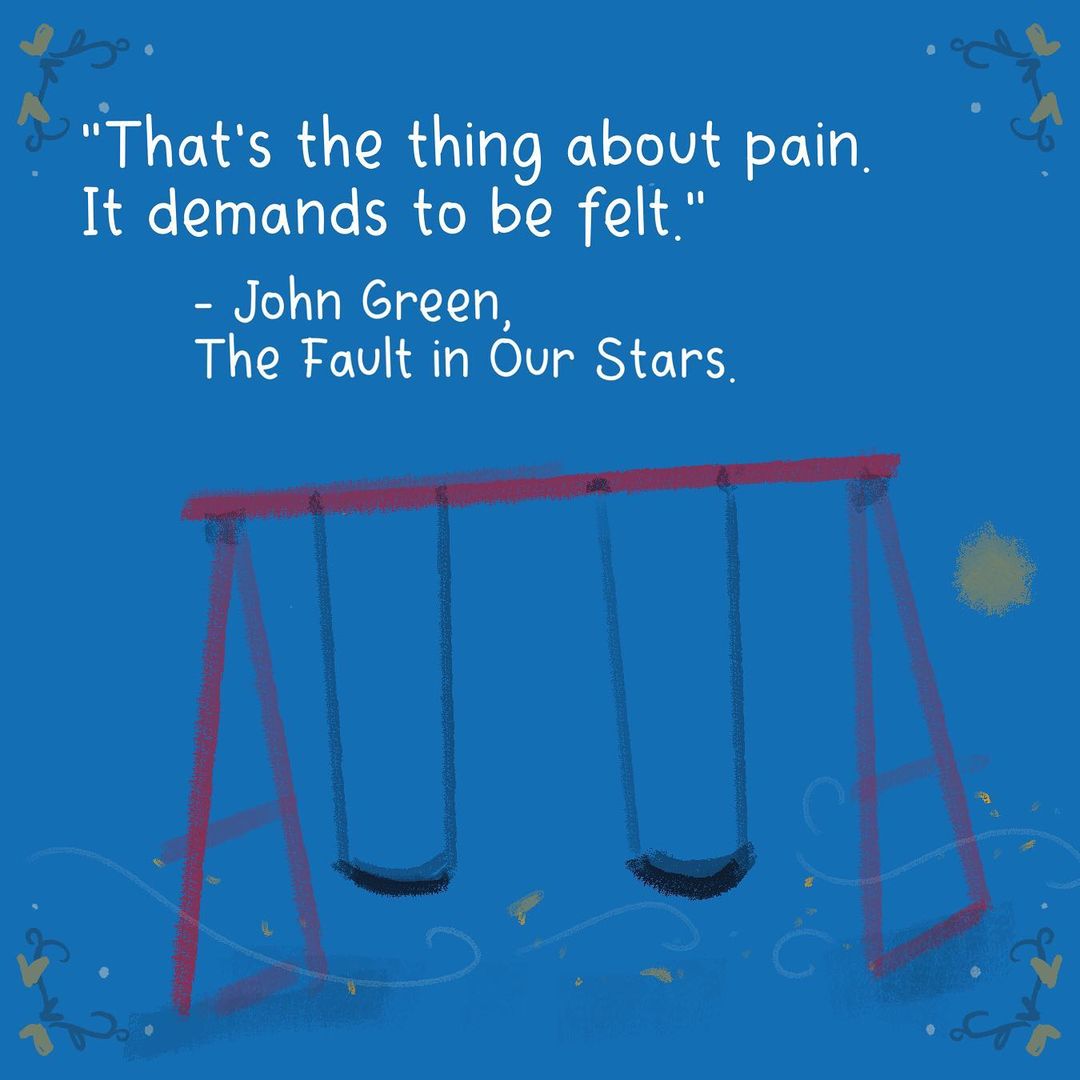 "That's the thing about pain.
It demands to be felt."
- John Green,
The Fault in Our Stars.